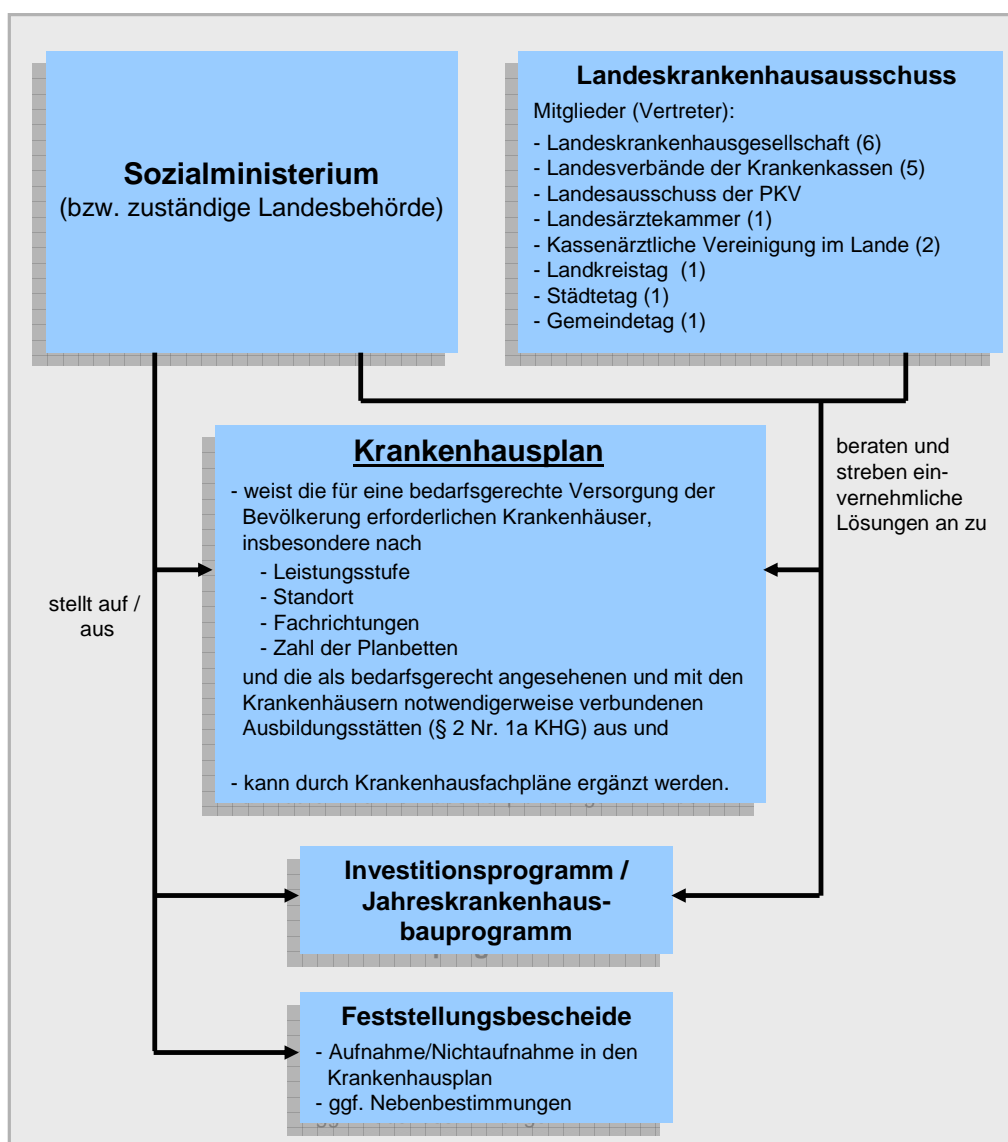 Sozialministerium
(bzw. zuständige Landesbehörde)
Landeskrankenhausausschuss
Mitglieder (Vertreter):
- Landeskrankenhausgesellschaft (6)
- Landesverbände der Krankenkassen (5)
- Landesausschuss der PKV
- Landesärztekammer (1)
- Kassenärztliche Vereinigung im Lande (2)
- Landkreistag (1)
- Städtetag (1)
- Gemeindetag (1)
Krankenhausplan
- weist die für eine bedarfsgerechte Versorgung der
Bevölkerung erforderlichen Krankenhäuser,
insbesondere nach
- Leistungsstufe
- Standort
- Fachrichtungen
- Zahl der Planbetten
und die als bedarfsgerecht angesehenen und mit den
Krankenhäusern notwendigerweise verbundenen
Ausbildungsstätten (§ 2 Nr. 1a KHG) aus und
- kann durch Krankenhausfachpläne ergänzt werden.
beraten und
streben ein-
vernehmliche
Lösungen an zu
stellt auf /
aus
Investitionsprogramm /
Jahreskrankenhaus-
bauprogramm
Feststellungsbescheide
- Aufnahme/Nichtaufnahme in den
Krankenhausplan
- ggf. Nebenbestimmungen